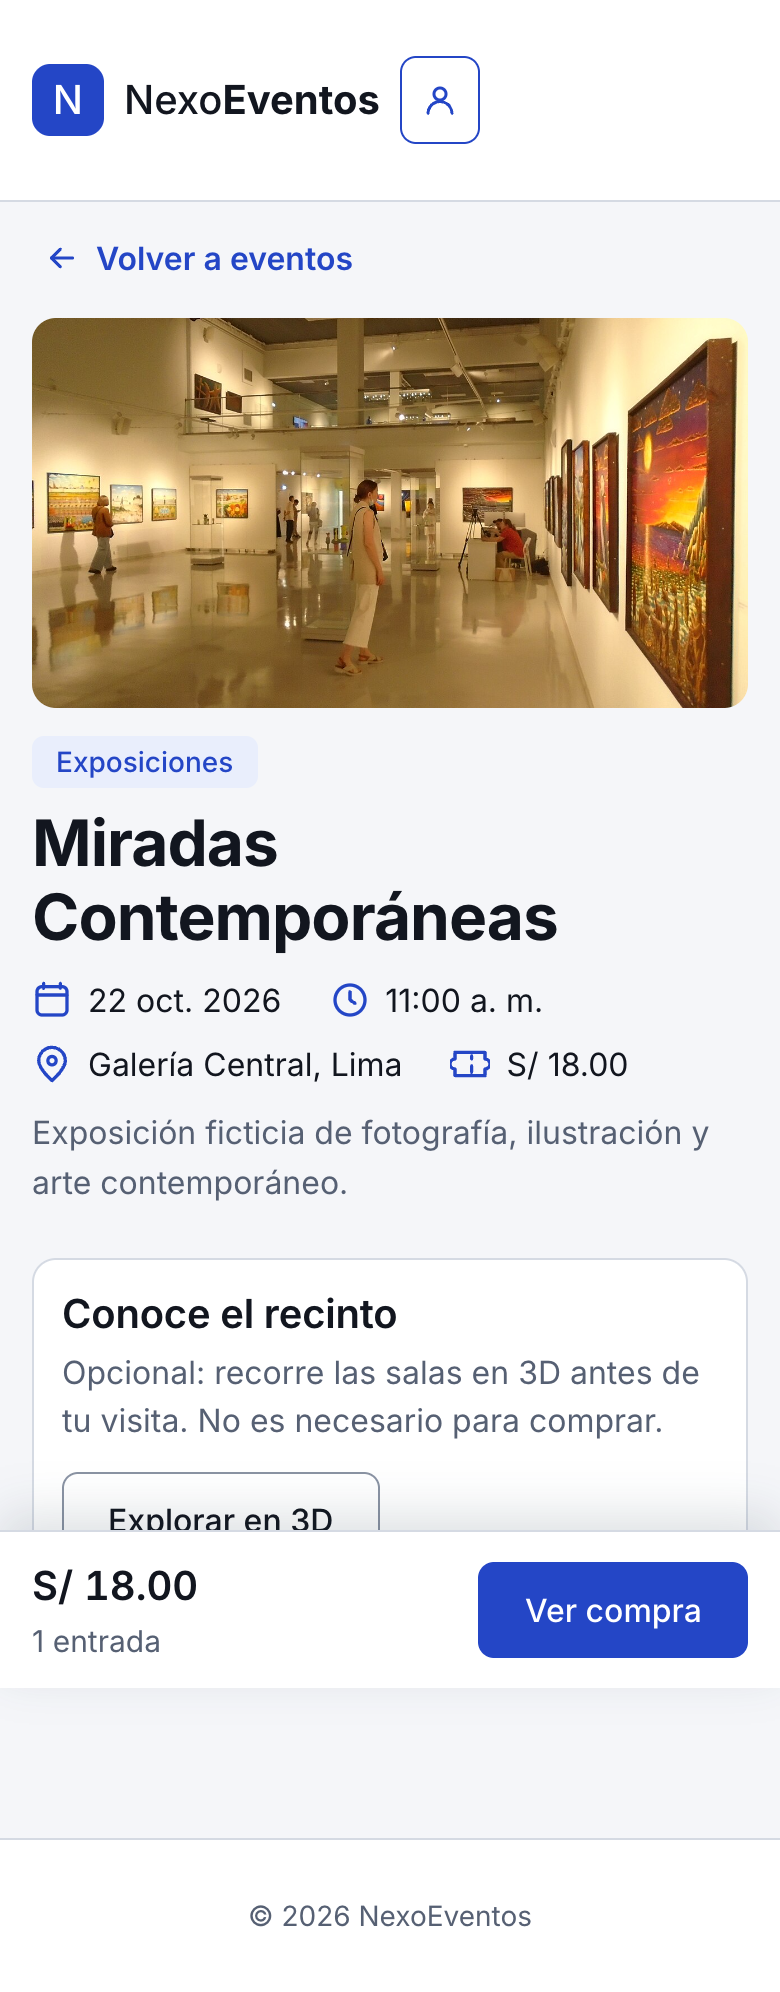 N NexoEventos
Volver a eventos
Exposiciones
Miradas
Contemporáneas
22 oct. 2026 11:00 a. m.
Galería Central, Lima S/ 18.00
Exposición ficticia de fotografía, ilustración y
arte contemporáneo.
Conoce el recinto
Opcional: recorre las salas en 3D antes de
tu visita. No es necesario para comprar.
Explorar en 3D
S/ 18.00
1 entrada
Ver compra
© 2026 NexoEventos